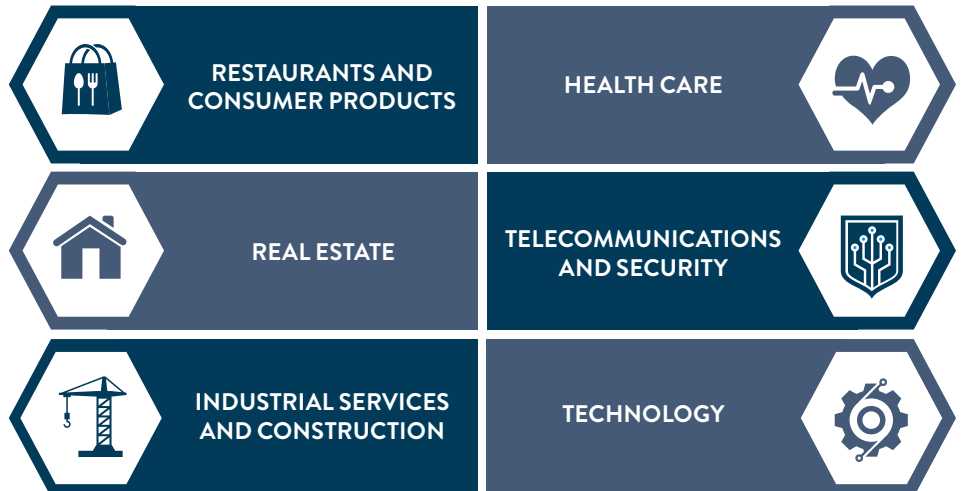 RESTAURANTS AND
CONSUMER PRODUCTS
HEALTH CARE
REAL ESTATE
TELECOMMUNICATIONS
AND SECURITY
INDUSTRIAL SERVICES
AND CONSTRUCTION
TECHNOLOGY